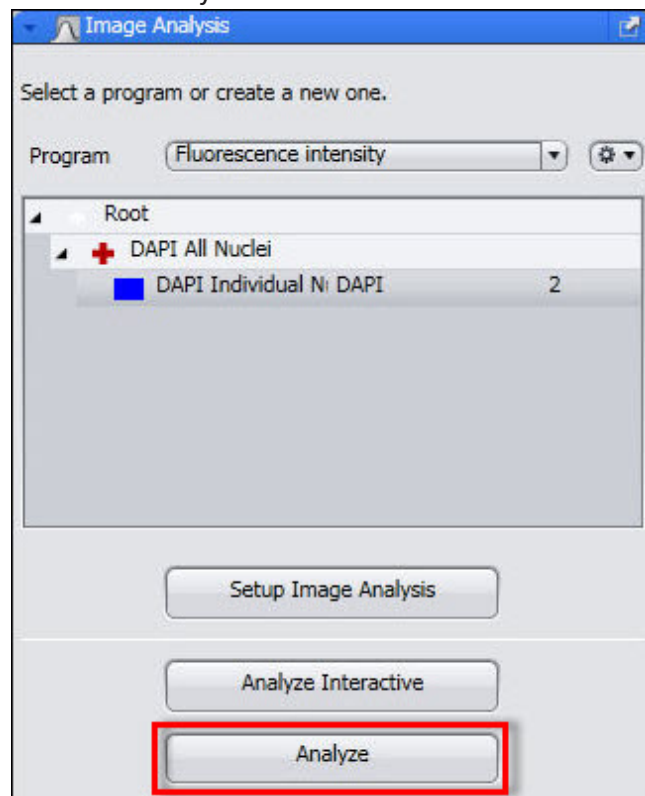 Image Analysis
Select a program or create a new one.
Program Fluorescence intensity
Root
DAPI All Nuclei
DAPI Individual DAPI 2
Setup Image Analysis
Analyze Interactive
Analyze